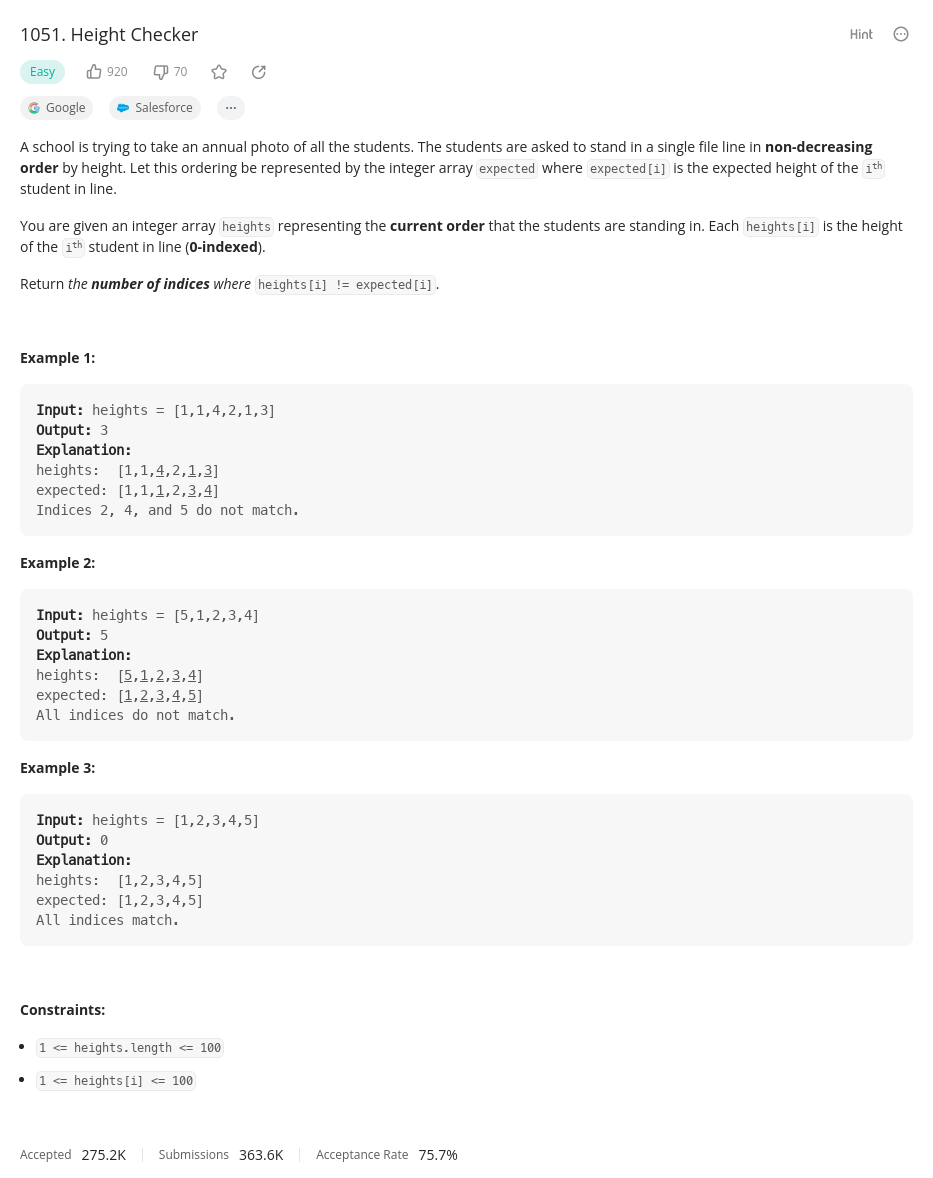 1051. Height Checker
Hint
Easy 920 70
Google Salesforce ...
A school is trying to take an annual photo of all the students. The students are asked to stand in a single file line in non-decreasing
order by height. Let this ordering be represented by the integer array expected where expected[i] is the expected height of the ith
student in line.
You are given an integer array heights representing the current order that the students are standing in. Each heights[i] is the height
of the ith student in line (0-indexed).
Return the number of indices where heights[i] != expected[i].
Example 1:
Input: heights = [1,1,4,2,1,3]
Output: 3
Explanation:
heights:  [1,1,4,2,1,3]
expected: [1,1,1,2,3,4]
Indices 2, 4, and 5 do not match.
Example 2:
Input: heights = [5,1,2,3,4]
Output: 5
Explanation:
heights:  [5,1,2,3,4]
expected: [1,2,3,4,5]
All indices do not match.
Example 3:
Input: heights = [1,2,3,4,5]
Output: 0
Explanation:
heights:  [1,2,3,4,5]
expected: [1,2,3,4,5]
All indices match.
Constraints:
1 <= heights.length <= 100
1 <= heights[i] <= 100
Accepted 275.2K Submissions 363.6K Acceptance Rate 75.7%